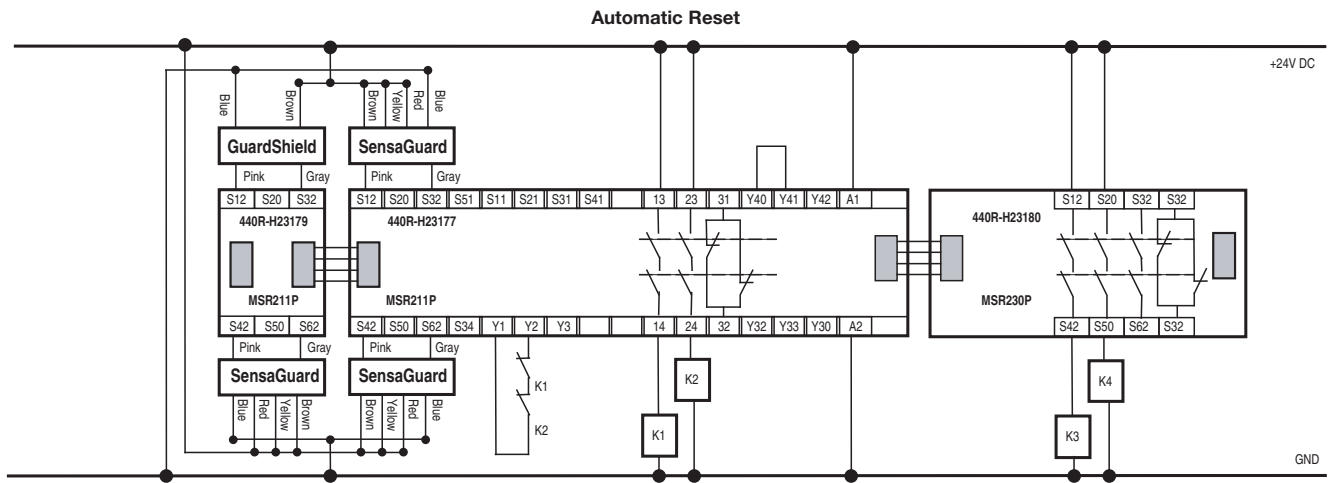 Automatic Reset
+24V DC
Blue
Brown
Brown
Yellow
Red
Blue
GuardShield
SensaGuard
Pink
Gray
Pink
Gray
S12 S20 S32
S12 S20 S32 S51 S11 S21 S31 S41 13 23 31 Y40 Y41 Y42 A1
S12 S20 S32 S32
440R-H23179
440R-H23177
440R-H23180
MSR211P
MSR211P
MSR230P
S42 S50 S62
S42 S50 S62 S34 Y1 Y2 Y3 14 24 32 Y32 Y33 Y30 A2
S42 S50 S62 S32
Pink
Gray
Pink
Gray
SensaGuard
SensaGuard
Blue
Red
Yellow
Brown
Brown
Yellow
Red
Blue
K1
K2
K1
K2
K3
K4
GND